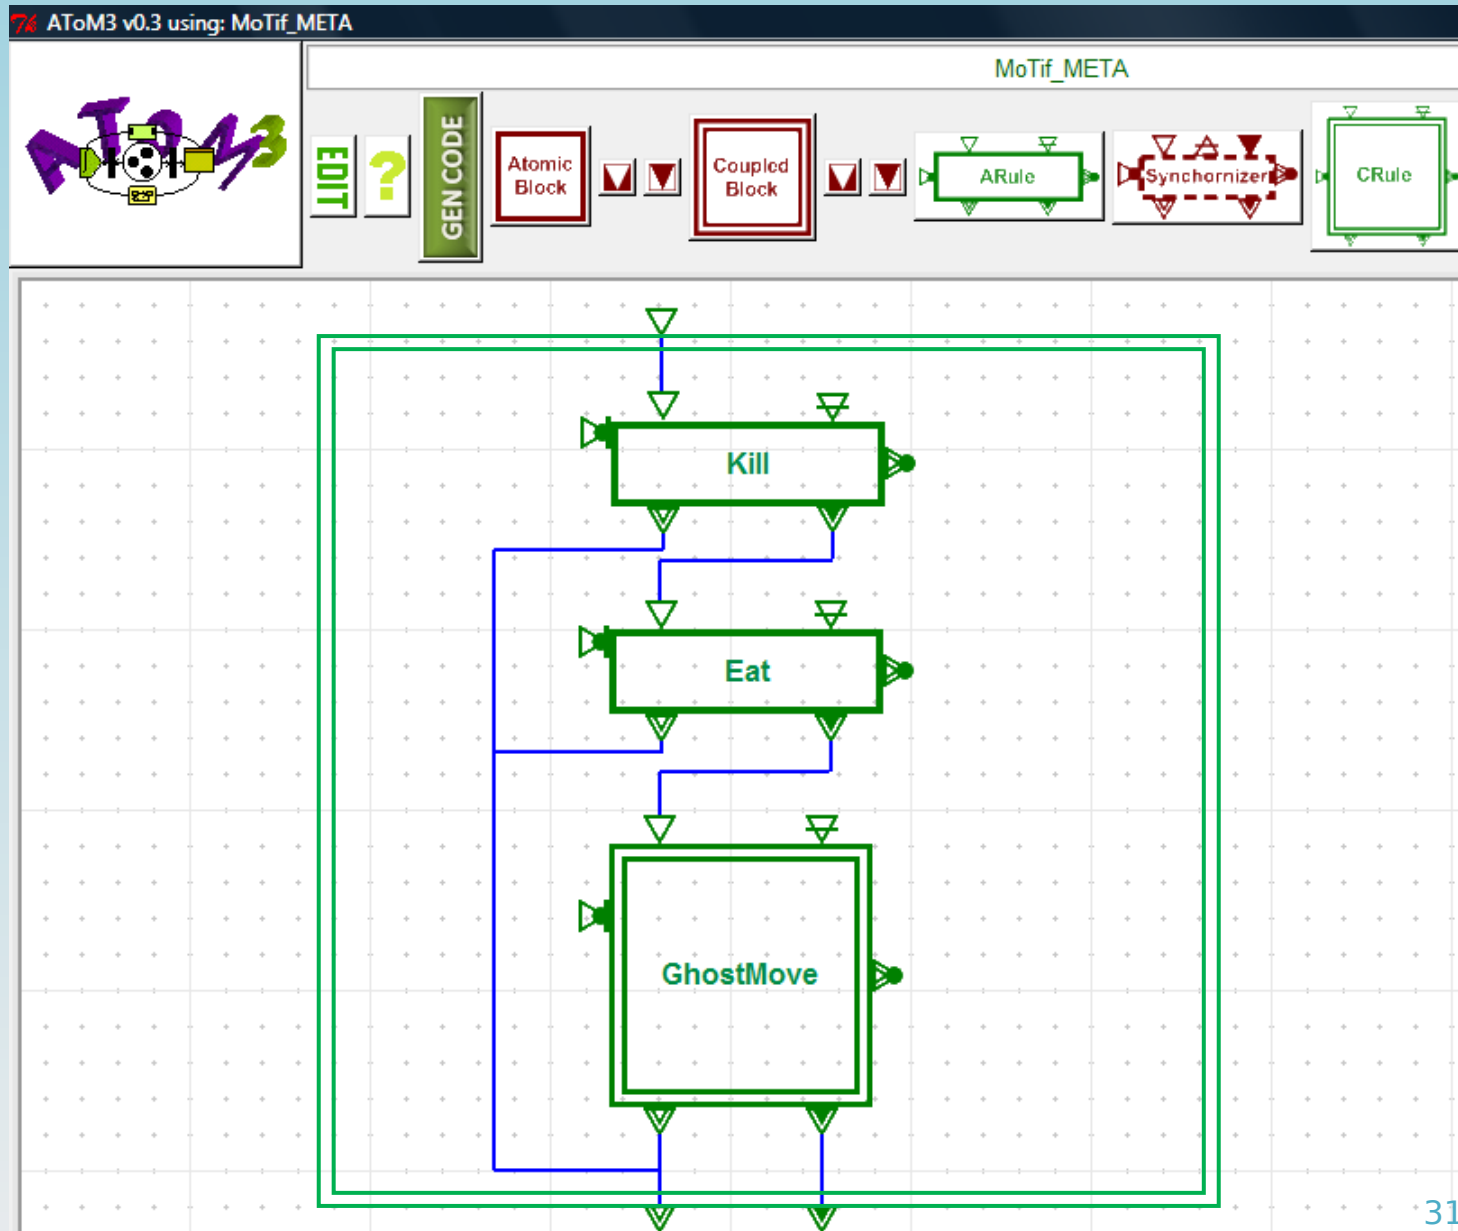 AToM3 v0.3 using: MoTif_META
MoTif_META
AToM3
EDIT
?
GEN CODE
Atomic
Block
Coupled
Block
ARule
Synchornizer
CRule
Kill
Eat
GhostMove
31